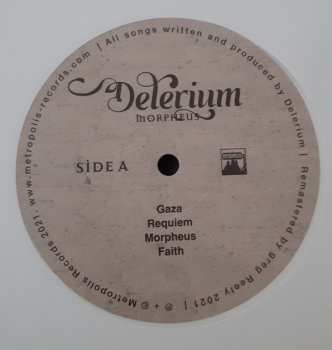 Delerium
MORPHEUS
SIDE A
Gaza
Requiem
Morpheus
Faith
| All songs written and produced by Delerium | Remastered by greg Reely 2021 | ℗ + © Metropolis Records 2021. www.metropolis-records.com